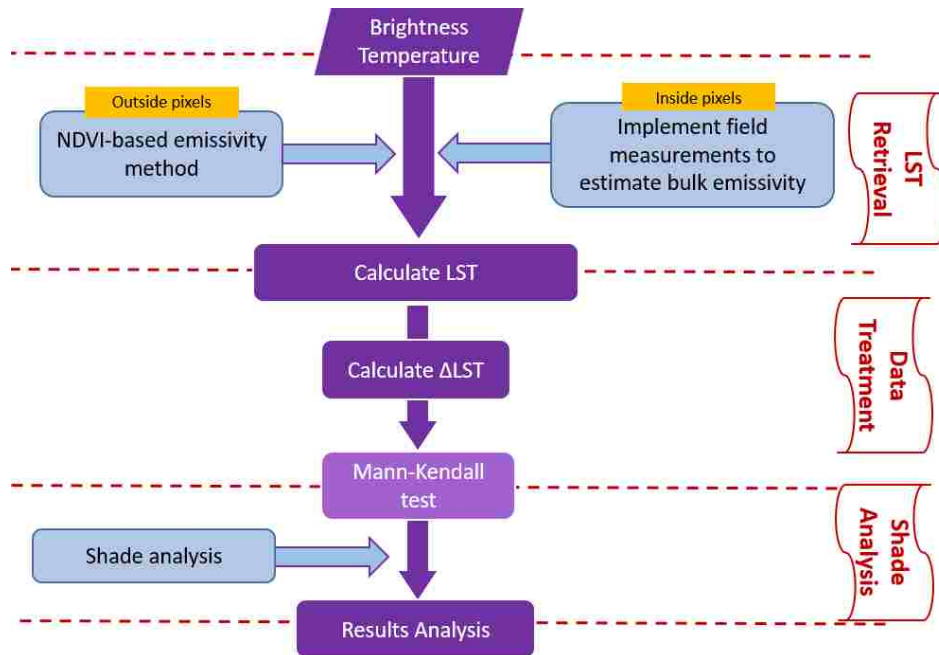 Brightness
Temperature
Outside pixels
NDVI-based emissivity
method
Inside pixels
Implement field
measurements to
estimate bulk emissivity
LST
Retrieval
Calculate LST
Calculate ΔLST
Data
Treatment
Mann-Kendall
test
Shade analysis
Shade
Analysis
Results Analysis